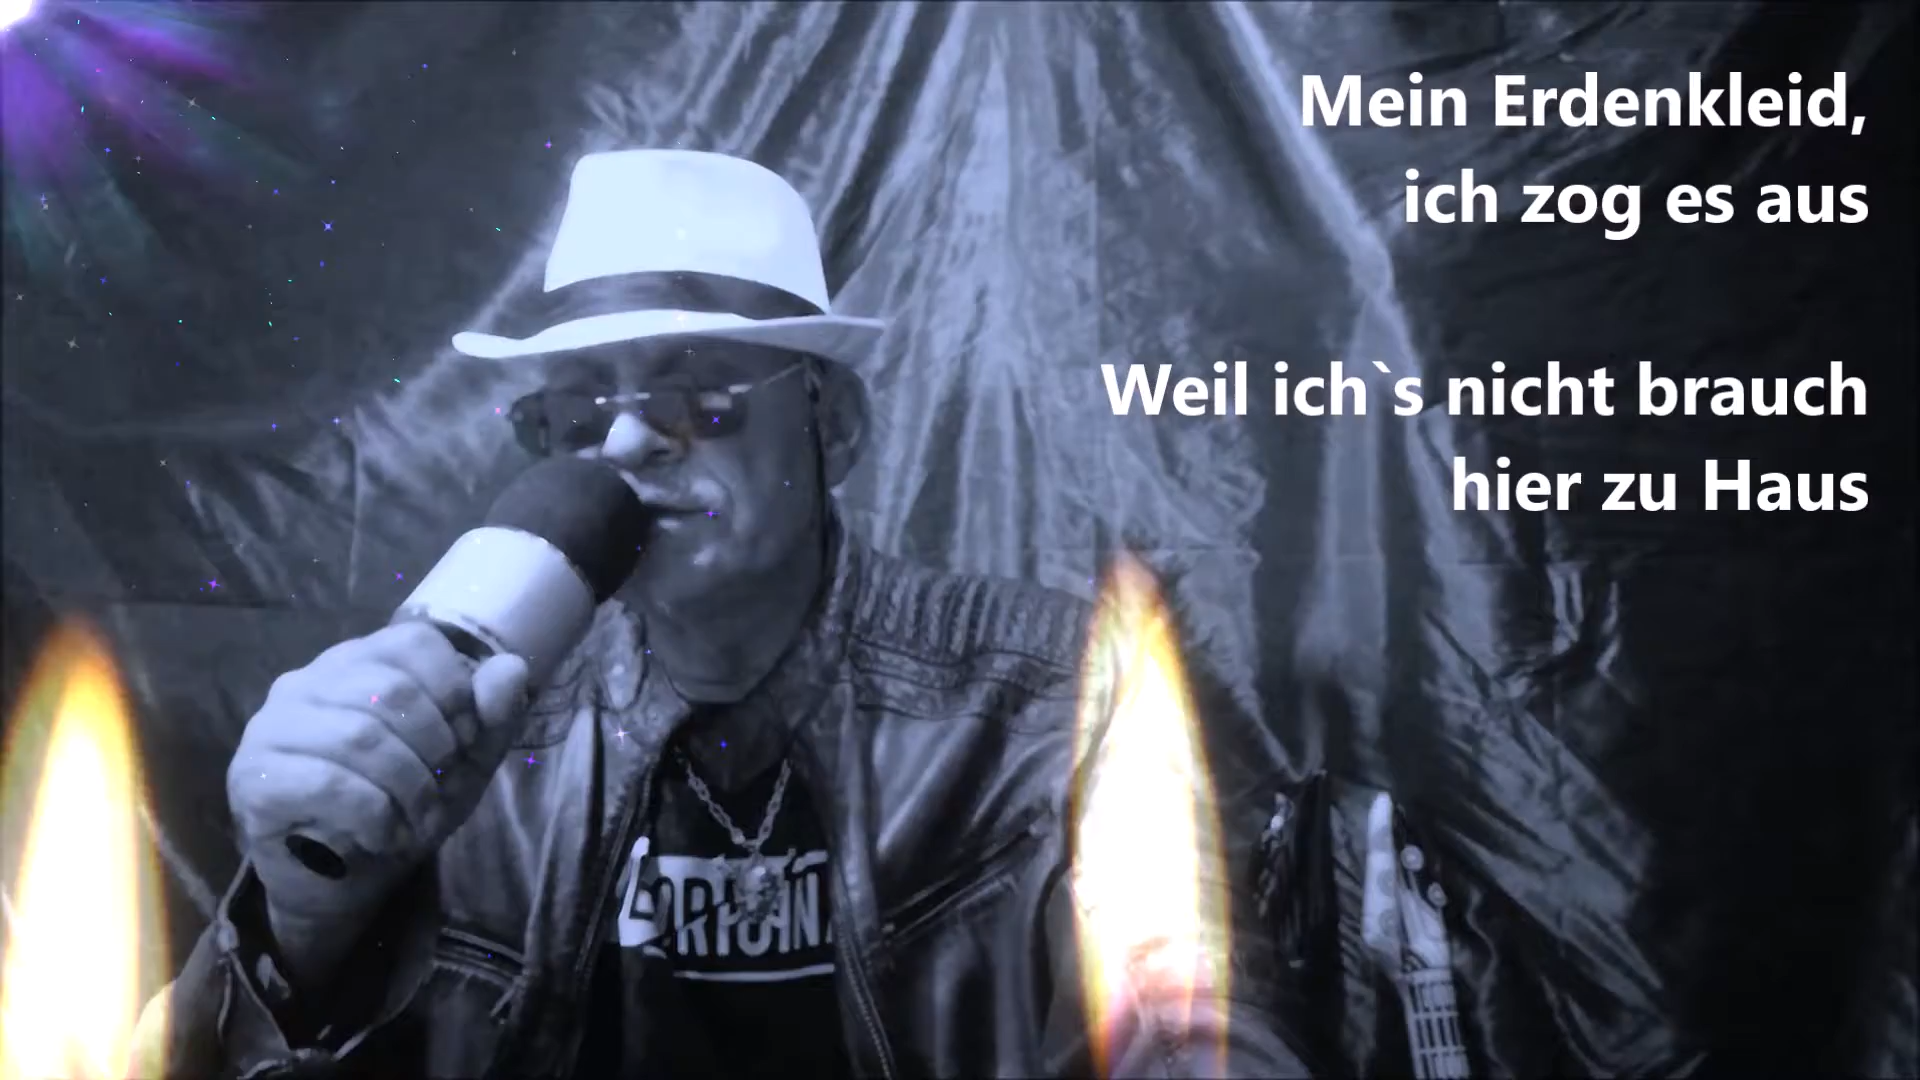 Mein Erdenkleid,
ich zog es aus
Weil ich`s nicht brauch
hier zu Haus